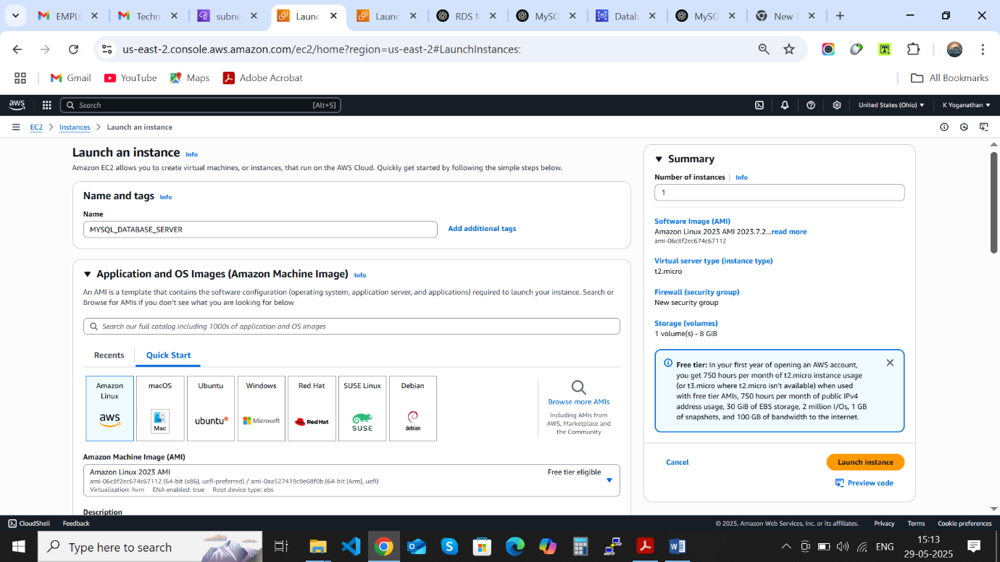 EMPL
Techn
subne
Launc
Launc
RDS M
MySQ
Datab
MySQ
New T
us-east-2.console.aws.amazon.com/ec2/home?region=us-east-2#LaunchInstances:
Gmail
YouTube
Maps
Adobe Acrobat
All Bookmarks
aws
Search
[Alt+S]
United States (Ohio)
K Yoganathan
EC2
Instances
Launch an instance
Launch an instance Info
Amazon EC2 allows you to create virtual machines, or instances, that run on the AWS Cloud. Quickly get started by following the simple steps below.
Name and tags Info
Name
MYSQL_DATABASE_SERVER
Add additional tags
Application and OS Images (Amazon Machine Image) Info
An AMI is a template that contains the software configuration (operating system, application server, and applications) required to launch your instance. Search or
Browse for AMIs if you don't see what you are looking for below
Search our full catalog including 1000s of application and OS images
Recents
Quick Start
Amazon
Linux
aws
macOS
Mac
Ubuntu
ubuntu
Windows
Microsoft
Red Hat
Red Hat
SUSE Linux
SUSE
Debian
debian
Browse more AMIs
Including AMIs from
AWS, Marketplace and
the Community
Amazon Machine Image (AMI)
Amazon Linux 2023 AMI
Free tier eligible
ami-06c8f2ec674c67112 (64-bit (x86), uefi-preferred) / ami-0aa527419c9e68f0b (64-bit (Arm), uefi)
Virtualization: hvm ENA enabled: true Root device type: ebs
Description
Summary
Number of instances Info
1
Software Image (AMI)
Amazon Linux 2023 AMI 2023.7.2...read more
ami-06c8f2ec674c67112
Virtual server type (instance type)
t2.micro
Firewall (security group)
New security group
Storage (volumes)
1 volume(s) - 8 GiB
Free tier: In your first year of opening an AWS account,
you get 750 hours per month of t2.micro instance usage
(or t3.micro where t2.micro isn't available) when used
with free tier AMIs, 750 hours per month of public IPv4
address usage, 30 GiB of EBS storage, 2 million I/Os, 1 GB
of snapshots, and 100 GB of bandwidth to the internet.
Cancel
Launch instance
Preview code
CloudShell
Feedback
© 2025, Amazon Web Services, Inc. or its affiliates.
Privacy
Terms
Cookie preferences
Type here to search
ENG
15:13
29-05-2025